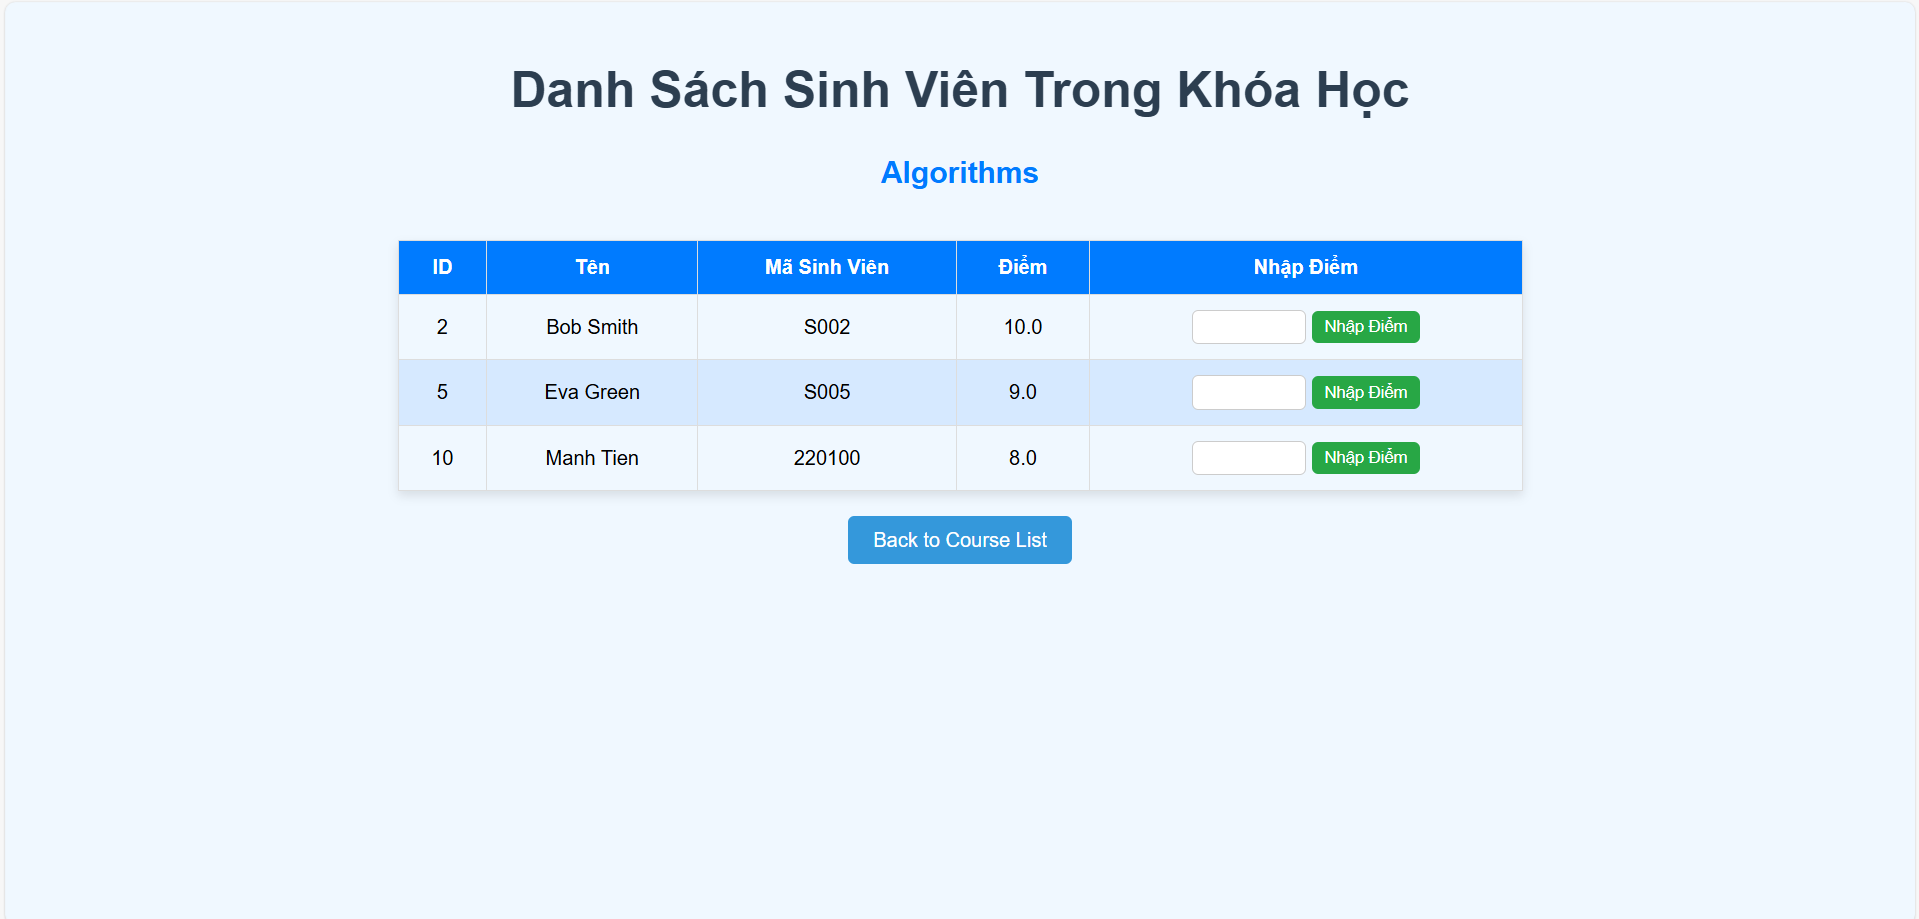 Danh Sách Sinh Viên Trong Khóa Học
Algorithms
ID Tên Mã Sinh Viên Điểm Nhập Điểm
2 Bob Smith S002 10.0 Nhập Điểm
5 Eva Green S005 9.0 Nhập Điểm
10 Manh Tien 220100 8.0 Nhập Điểm
Back to Course List